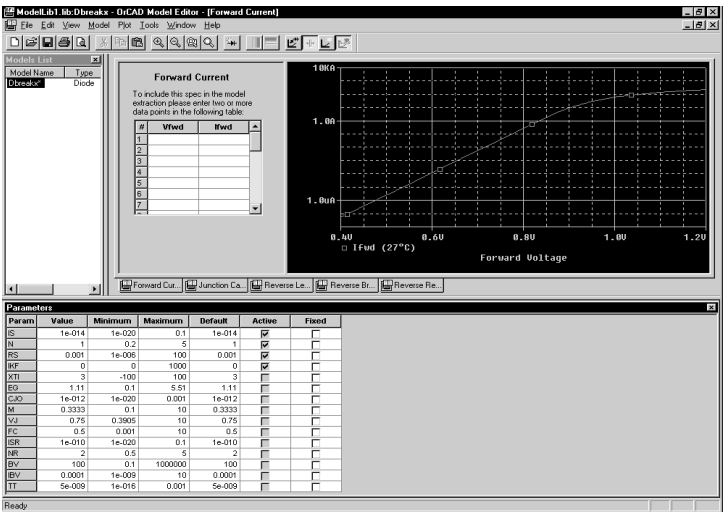 ModelLib1.lib:Dbreakx - OrCAD Model Editor - [Forward Current]
File Edit View Model Plot Tools Window Help
Models List
Model Name Type
Dbreakx* Diode
Forward Current
To include this spec in the model
extraction please enter two or more
data points in the following table:
# Vfwd Ifwd
1
2
3
4
5
6
7
10KA
1.0A
1.0uA
0.4V 0.6V 0.8V 1.0V 1.2V
Ifwd (27°C)
Forward Voltage
Forward Cur... Junction Ca... Reverse Le... Reverse Br... Reverse Re...
Parameters
Param Value Minimum Maximum Default Active Fixed
IS 1e-014 1e-020 0.1 1e-014
N 1 0.2 5 1
RS 0.001 1e-006 100 0.001
IKF 0 0 1000 0
XTI 3 -100 100 3
EG 1.11 0.1 5.51 1.11
CJO 1e-012 1e-020 0.001 1e-012
M 0.3333 0.1 10 0.3333
VJ 0.75 0.3905 10 0.75
FC 0.5 0.001 10 0.5
ISR 1e-010 1e-020 0.1 1e-010
NR 2 0.5 5 2
BV 100 0.1 1000000 100
IBV 0.0001 1e-009 10 0.0001
TT 5e-009 1e-016 0.001 5e-009
Ready